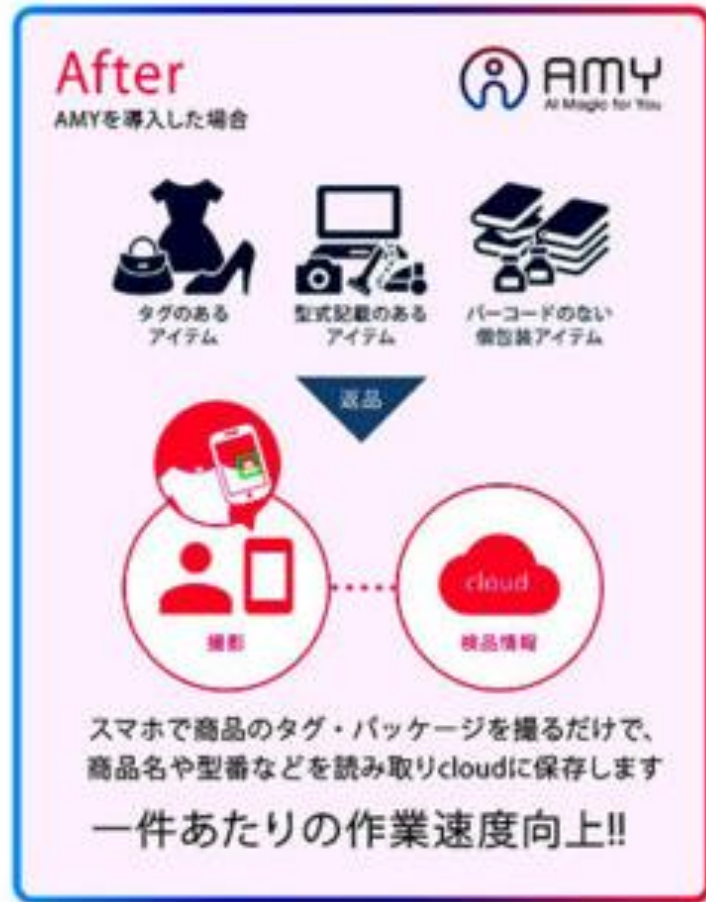 After
AMYを導入した場合
AMY
AI Magic for You
タグのある
アイテム
型式記載のある
アイテム
バーコードのない
個包装アイテム
返品
撮影
cloud
検品情報
スマホで商品のタグ・パッケージを撮るだけで、
商品名や型番などを読み取りcloudに保存します
一件あたりの作業速度向上!!